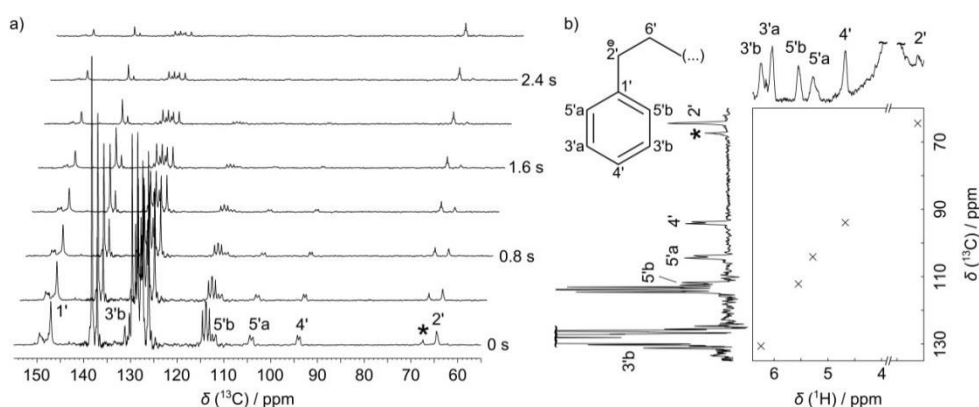 a)
2.4 s
1.6 s
0.8 s
0 s
1'
3'b
5'b
5'a
4'
*
2'
150 140 130 120 110 100 90 80 70 60
δ (¹³C) / ppm
b)
6'
⊖
2'
(...)
1'
5'a
5'b
3'a
3'b
4'
2'
*
4'
5'a
5'b
3'b
3'b
3'a
5'b
5'a
4'
2'
70
90
110
130
δ (¹³C) / ppm
6 5 4
δ (¹H) / ppm